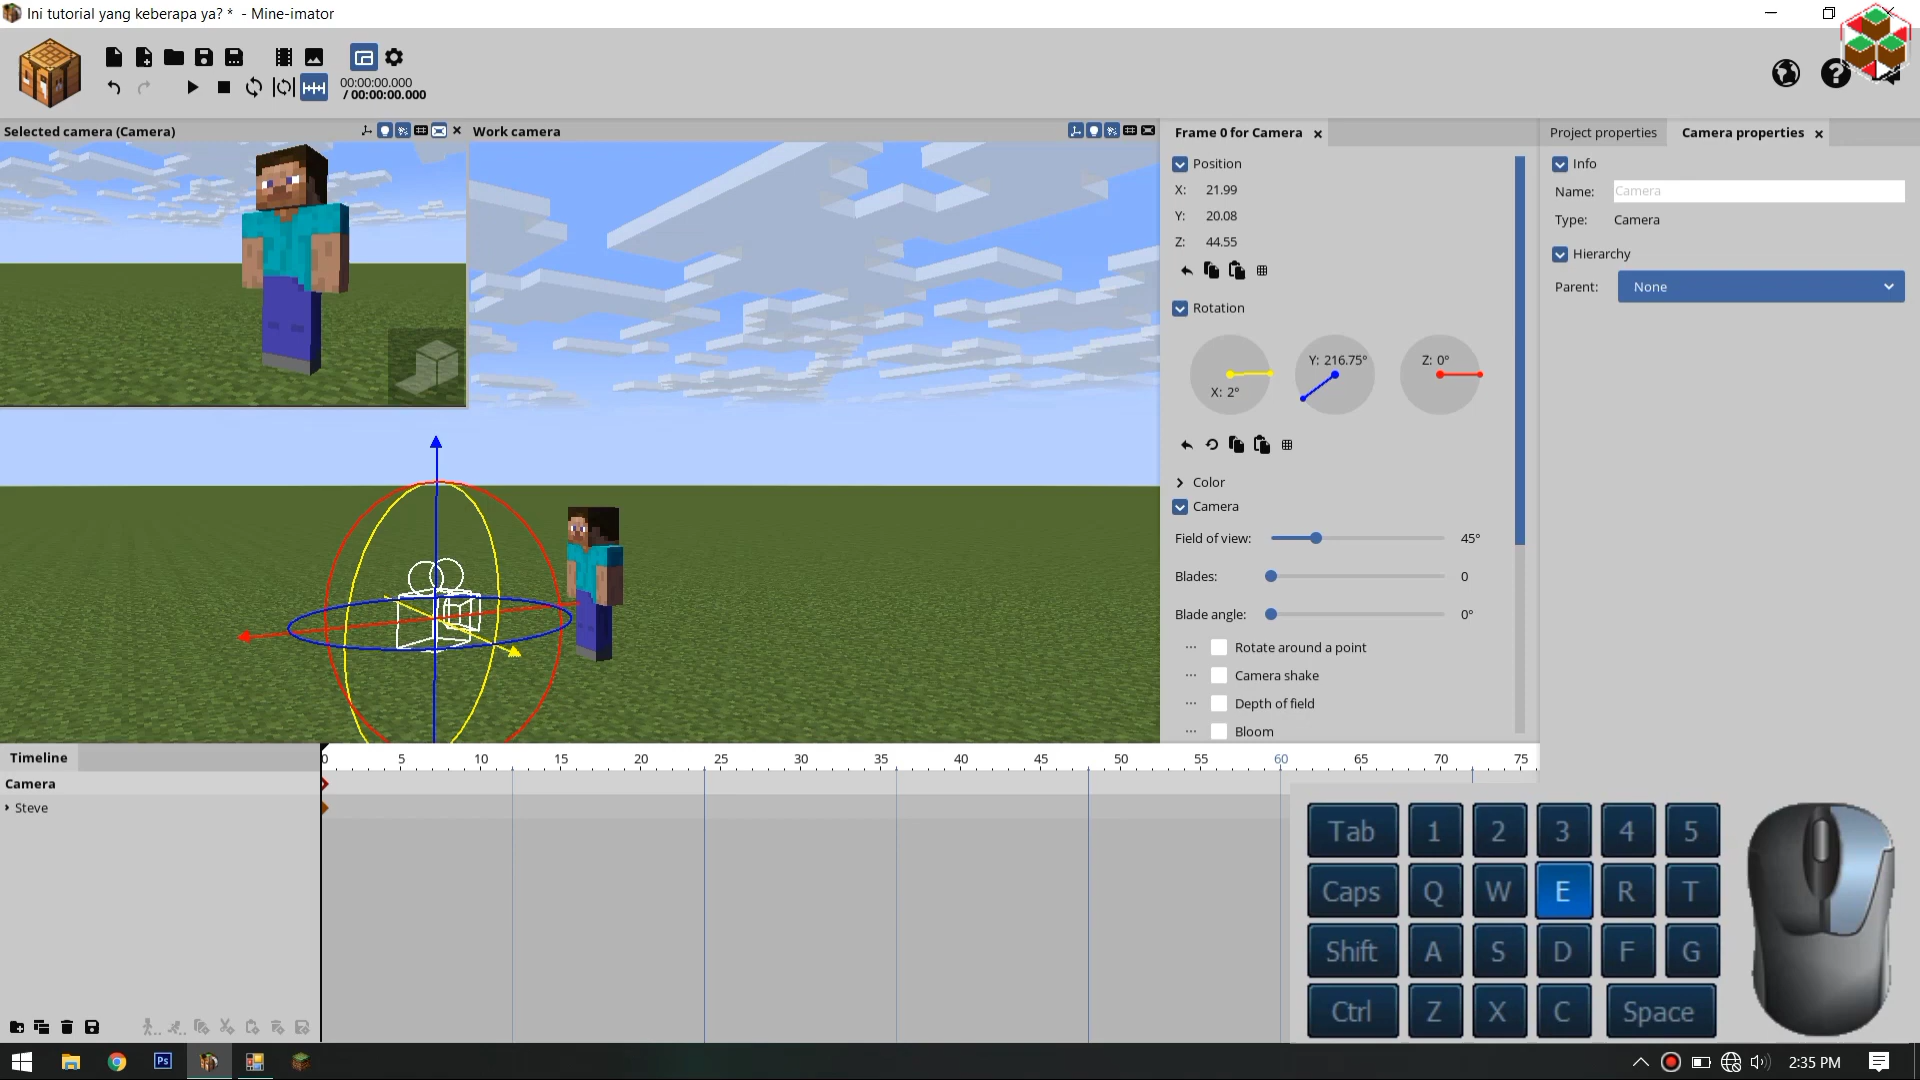 Ini tutorial yang keberapa ya? * - Mine-imator
00:00:00.000
/ 00:00:00.000
Selected camera (Camera)
Work camera
Frame 0 for Camera
Position
X: 21.99
Y: 20.08
Z: 44.55
Rotation
X: 2°
Y: 216.75°
Z: 0°
Color
Camera
Field of view: 45°
Blades: 0
Blade angle: 0°
Rotate around a point
Camera shake
Depth of field
Bloom
Project properties
Camera properties
Info
Name: Camera
Type: Camera
Hierarchy
Parent: None
Timeline
0 5 10 15 20 25 30 35 40 45 50 55 60 65 70 75
Camera
Steve
Tab 1 2 3 4 5
Caps Q W E R T
Shift A S D F G
Ctrl Z X C Space
Ps
2:35 PM